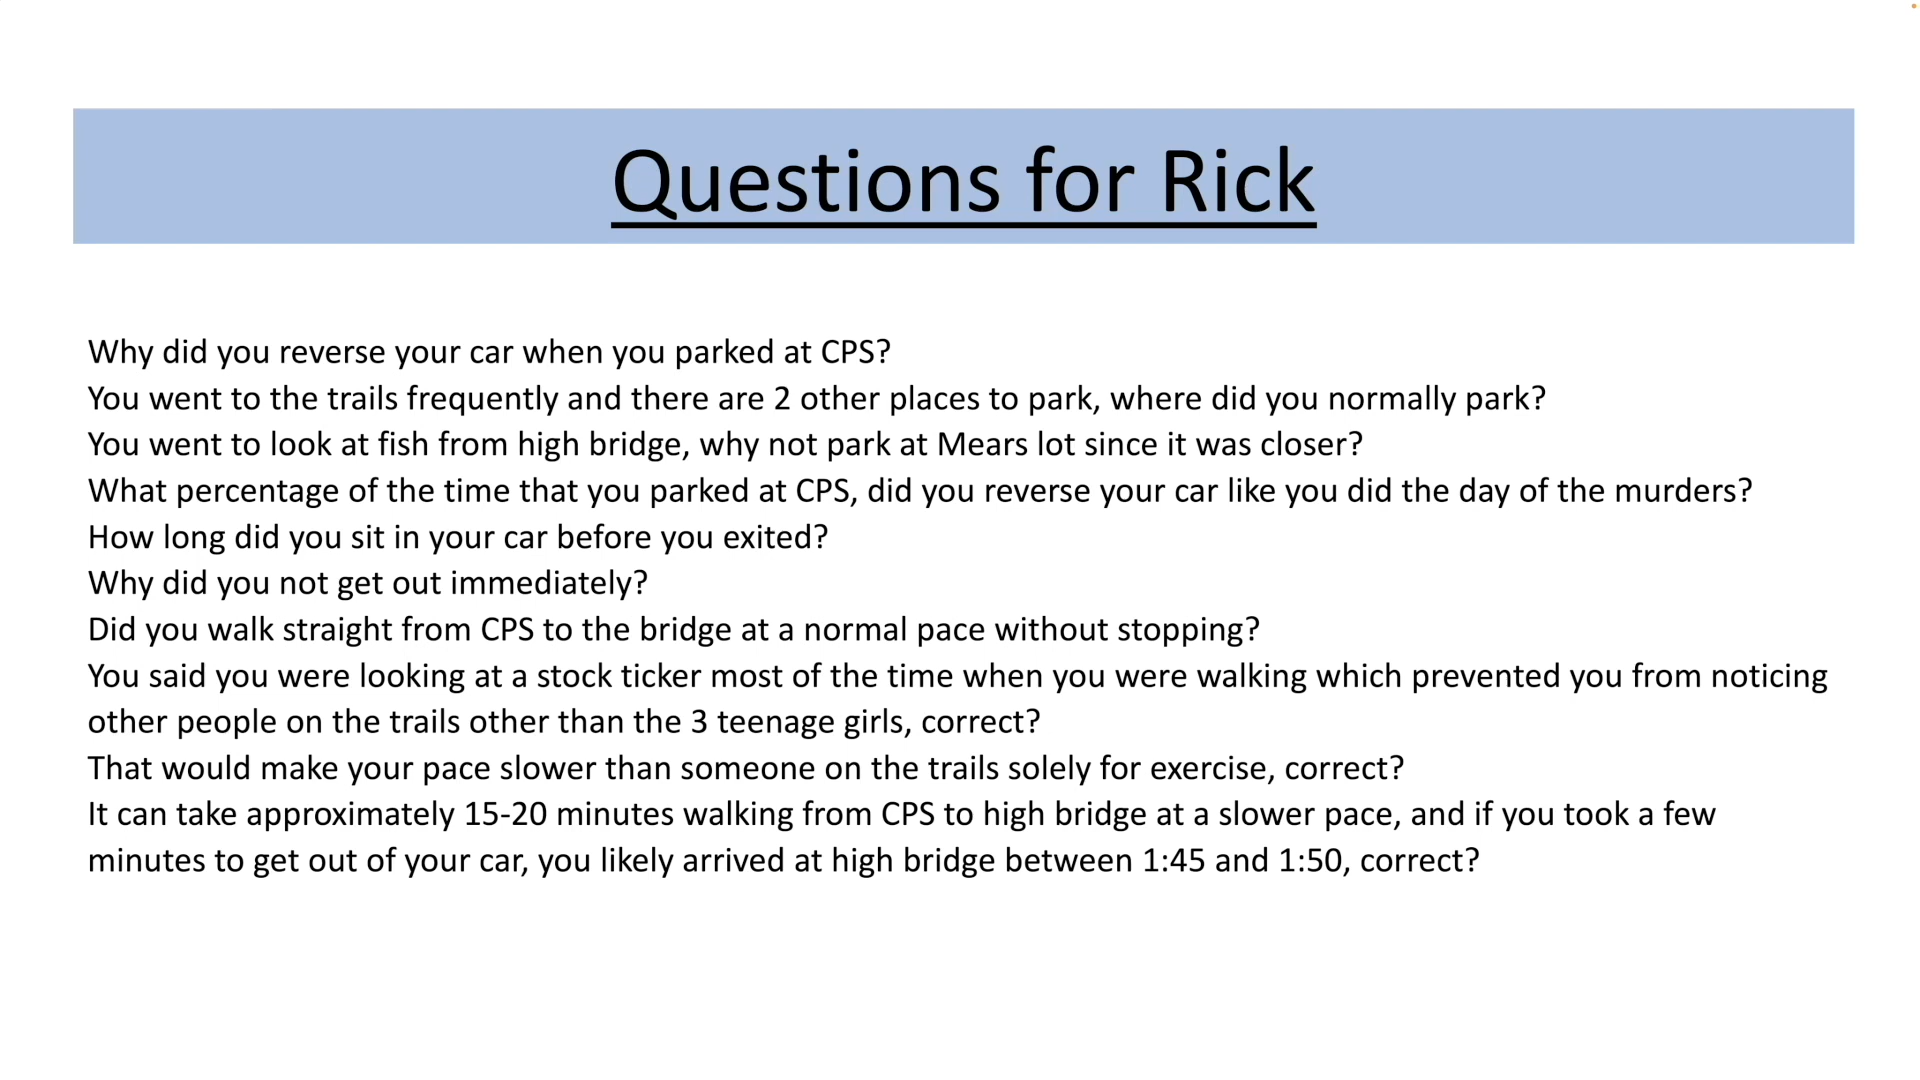 Questions for Rick
Why did you reverse your car when you parked at CPS?
You went to the trails frequently and there are 2 other places to park, where did you normally park?
You went to look at fish from high bridge, why not park at Mears lot since it was closer?
What percentage of the time that you parked at CPS, did you reverse your car like you did the day of the murders?
How long did you sit in your car before you exited?
Why did you not get out immediately?
Did you walk straight from CPS to the bridge at a normal pace without stopping?
You said you were looking at a stock ticker most of the time when you were walking which prevented you from noticing
other people on the trails other than the 3 teenage girls, correct?
That would make your pace slower than someone on the trails solely for exercise, correct?
It can take approximately 15-20 minutes walking from CPS to high bridge at a slower pace, and if you took a few
minutes to get out of your car, you likely arrived at high bridge between 1:45 and 1:50, correct?